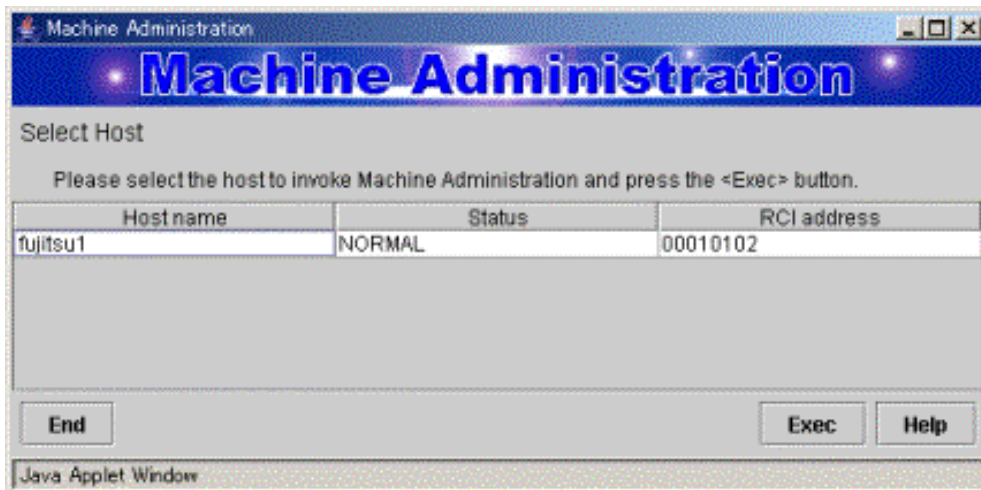 Machine Administration
Machine Administration
Select Host
Please select the host to invoke Machine Administration and press the <Exec> button.
Host name Status RCI address
fujitsu1 NORMAL 00010102
End Exec Help
Java Applet Window